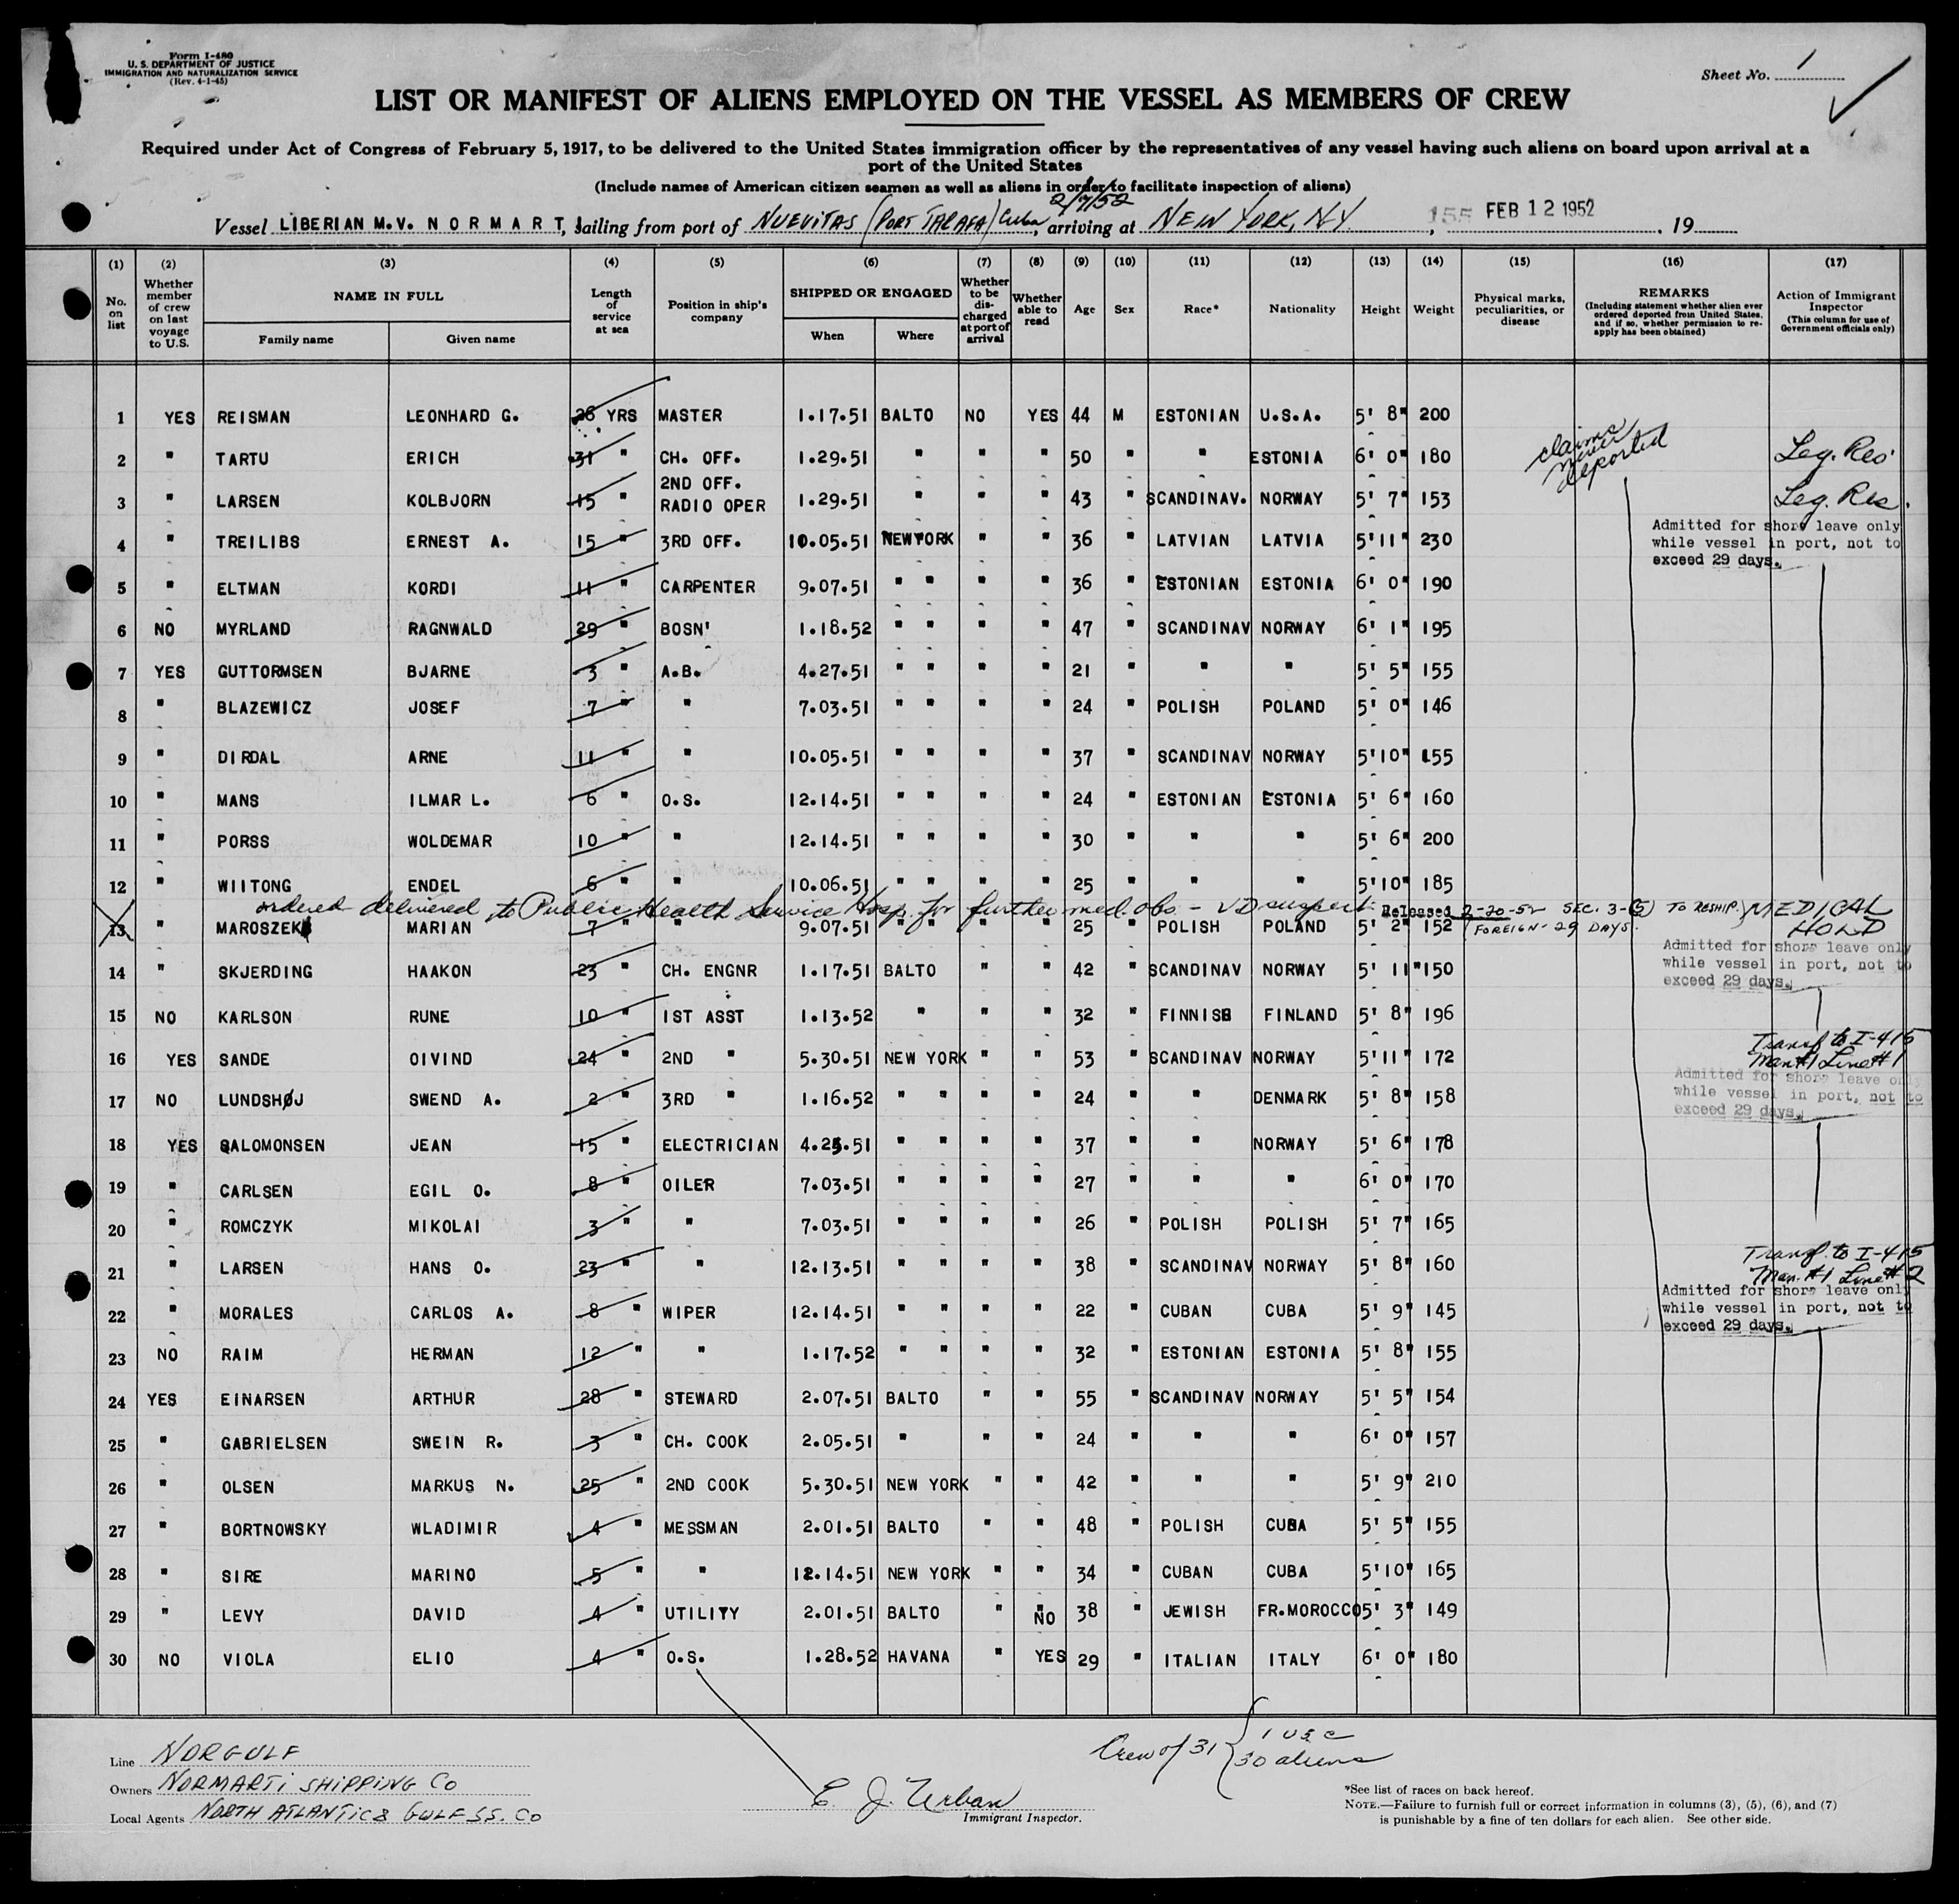 Form I-480
U. S. DEPARTMENT OF JUSTICE
IMMIGRATION AND NATURALIZATION SERVICE
(Rev. 4-1-45)
Sheet No. 1
LIST OR MANIFEST OF ALIENS EMPLOYED ON THE VESSEL AS MEMBERS OF CREW
Required under Act of Congress of February 5, 1917, to be delivered to the United States immigration officer by the representatives of any vessel having such aliens on board upon arrival at a
port of the United States
(Include names of American citizen seamen as well as aliens in order to facilitate inspection of aliens)
2/7/52
Vessel LIBERIAN M.V. N O R M A R T, sailing from port of NUEVITAS (PORT TARAFA) Cuba, arriving at NEW YORK, N.Y., 155 FEB 12 1952, 19
(1) (2) (3) (4) (5) (6) (7) (8) (9) (10) (11) (12) (13) (14) (15) (16) (17)
No. on list
Whether member of crew on last voyage to U.S.
NAME IN FULL
Family name Given name
Length of service at sea
Position in ship's company
SHIPPED OR ENGAGED
When Where
Whether to be discharged at port of arrival
Whether able to read
Age
Sex
Race*
Nationality
Height
Weight
Physical marks, peculiarities, or disease
REMARKS
(Including statement whether alien ever ordered deported from United States, and if so, whether permission to reapply has been obtained)
Action of Immigrant Inspector
(This column for use of Government officials only)
1 YES REISMAN LEONHARD G. 26 YRS MASTER 1.17.51 BALTO NO YES 44 M ESTONIAN U.S.A. 5' 8" 200
claims never deported
2 " TARTU ERICH 31 " CH. OFF. 1.29.51 " " " 50 " " ESTONIA 6' 0" 180 Leg. Res.
3 " LARSEN KOLBJORN 15 " 2ND OFF. RADIO OPER 1.29.51 " " " 43 " SCANDINAV. NORWAY 5' 7" 153 Leg. Res.
Admitted for shore leave only
while vessel in port, not to
exceed 29 days.
4 " TREILIBS ERNEST A. 15 " 3RD OFF. 10.05.51 NEWYORK " " 36 " LATVIAN LATVIA 5'11" 230
5 " ELTMAN KORDI 11 " CARPENTER 9.07.51 " " " " 36 " ESTONIAN ESTONIA 6' 0" 190
6 NO MYRLAND RAGNWALD 29 " BOSN' 1.18.52 " " " " 47 " SCANDINAV NORWAY 6' 1" 195
7 YES GUTTORMSEN BJARNE 3 " A.B. 4.27.51 " " " " 21 " " " 5' 5" 155
8 " BLAZEWICZ JOSEF 7 " " 7.03.51 " " " " 24 " POLISH POLAND 5' 0" 146
9 " DIRDAL ARNE 11 " " 10.05.51 " " " " 37 " SCANDINAV NORWAY 5'10" 155
10 " MANS ILMAR L. 6 " O.S. 12.14.51 " " " " 24 " ESTONIAN ESTONIA 5' 6" 160
11 " PORSS WOLDEMAR 10 " " 12.14.51 " " " " 30 " " " 5' 6" 200
12 " WIITONG ENDEL 6 " " 10.06.51 " " " " 25 " " " 5'10" 185
ordered delivered to Public Health Service Hosp. for further med. obs - VD suspect. Released 2-20-52 SEC. 3-(5) TO RESHIP. MEDICAL HOLD
FOREIGN - 29 DAYS.
13 " MAROSZEK MARIAN 7 " " 9.07.51 " " " " 25 " POLISH POLAND 5' 2" 152
Admitted for shore leave only
while vessel in port, not to
exceed 29 days.
14 " SKJERDING HAAKON 23 " CH. ENGNR 1.17.51 BALTO " " 42 " SCANDINAV NORWAY 5' 11" 150
15 NO KARLSON RUNE 10 " 1ST ASST 1.13.52 " " " 32 " FINNISH FINLAND 5' 8" 196
Transf. to I-415
Man #1 Line #1
16 YES SANDE OIVIND 24 " 2ND " 5.30.51 NEW YORK " " 53 " SCANDINAV NORWAY 5'11" 172
Admitted for shore leave only
while vessel in port, not to
exceed 29 days.
17 NO LUNDSHØJ SWEND A. 2 " 3RD " 1.16.52 " " " " 24 " " DENMARK 5' 8" 158
18 YES SALOMONSEN JEAN 15 " ELECTRICIAN 4.25.51 " " " " 37 " " NORWAY 5' 6" 178
19 " CARLSEN EGIL O. 8 " OILER 7.03.51 " " " " 27 " " " 6' 0" 170
20 " ROMCZYK MIKOLAI 3 " " 7.03.51 " " " " 26 " POLISH POLISH 5' 7" 165
21 " LARSEN HANS O. 23 " " 12.13.51 " " " " 38 " SCANDINAV NORWAY 5' 8" 160
Transf. to I-415
Man. #1 Line #2
Admitted for shore leave only
while vessel in port, not to
exceed 29 days.
22 " MORALES CARLOS A. 8 " WIPER 12.14.51 " " " " 22 " CUBAN CUBA 5' 9" 145
23 NO RAIM HERMAN 12 " " 1.17.52 " " " " 32 " ESTONIAN ESTONIA 5' 8" 155
24 YES EINARSEN ARTHUR 28 " STEWARD 2.07.51 BALTO " " 55 " SCANDINAV NORWAY 5' 5" 154
25 " GABRIELSEN SWEIN R. 3 " CH. COOK 2.05.51 " " " 24 " " " 6' 0" 157
26 " OLSEN MARKUS N. 25 " 2ND COOK 5.30.51 NEW YORK " " 42 " " " 5' 9" 210
27 " BORTNOWSKY WLADIMIR 4 " MESSMAN 2.01.51 BALTO " " 48 " POLISH CUBA 5' 5" 155
28 " SIRE MARINO 5 " " 12.14.51 NEW YORK " " 34 " CUBAN CUBA 5'10" 165
29 " LEVY DAVID 4 " UTILITY 2.01.51 BALTO " " NO 38 " JEWISH FR.MOROCCO 5' 3" 149
30 NO VIOLA ELIO 4 " O.S. 1.28.52 HAVANA " YES 29 " ITALIAN ITALY 6' 0" 180
Crew of 31 { 1 USC
30 aliens
Line NORGULF
Owners NORMARTI SHIPPING CO
Local Agents NORTH ATLANTIC & GULF SS. CO
E. J. Urban
Immigrant Inspector.
*See list of races on back hereof.
NOTE.—Failure to furnish full or correct information in columns (3), (5), (6), and (7)
is punishable by a fine of ten dollars for each alien. See other side.